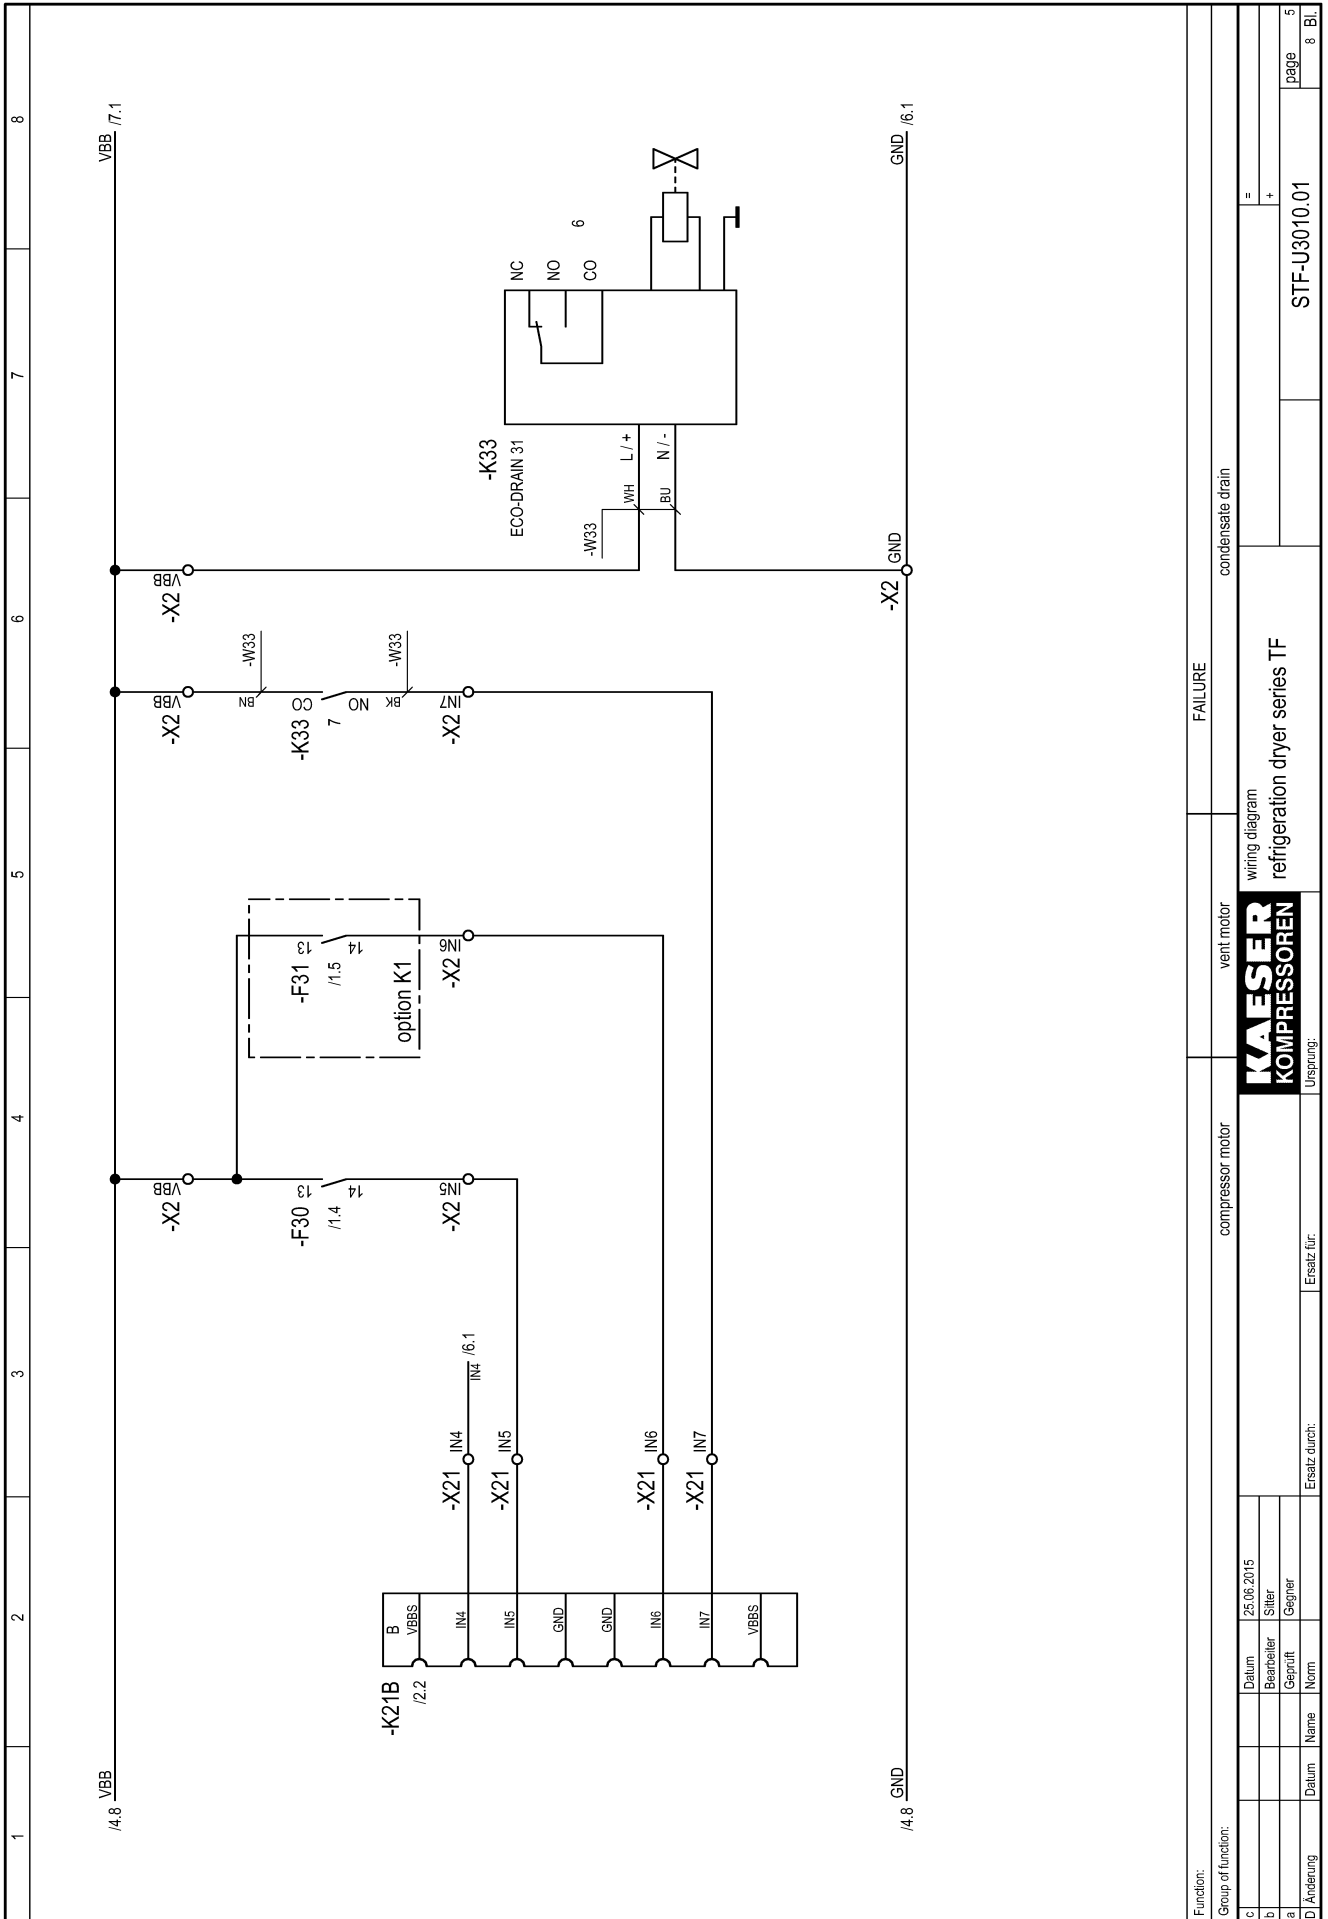 1
2
3
4
5
6
7
8
/4.8
VBB
VBB
/7.1
-X2
VBB
-X2
VBB
-X2
VBB
-F30
/1.4
13
14
-X2
IN5
-F31
/1.5
13
14
option K1
-X2
IN6
-W33
BN
-K33
7
CO
NO
BK
-W33
-X2
IN7
-K33
ECO-DRAIN 31
NC
NO
CO
6
-W33
WH
L / +
BU
N / -
-K21B
/2.2
B
VBBS
IN4
IN5
GND
GND
IN6
IN7
VBBS
-X21
IN4
IN4
/6.1
-X21
IN5
-X21
IN6
-X21
IN7
/4.8
GND
-X2
GND
GND
/6.1
Function:
FAILURE
Group of function:
compressor motor
vent motor
condensate drain
c
Datum
25.06.2015
b
Bearbeiter
Sitter
a
Geprüft
Gegner
D
Änderung
Datum
Name
Norm
Ersatz durch:
Ersatz für:
Ursprung:
KAESER
KOMPRESSOREN
wiring diagram
refrigeration dryer series TF
=
+
STF-U3010.01
page
5
8
Bl.